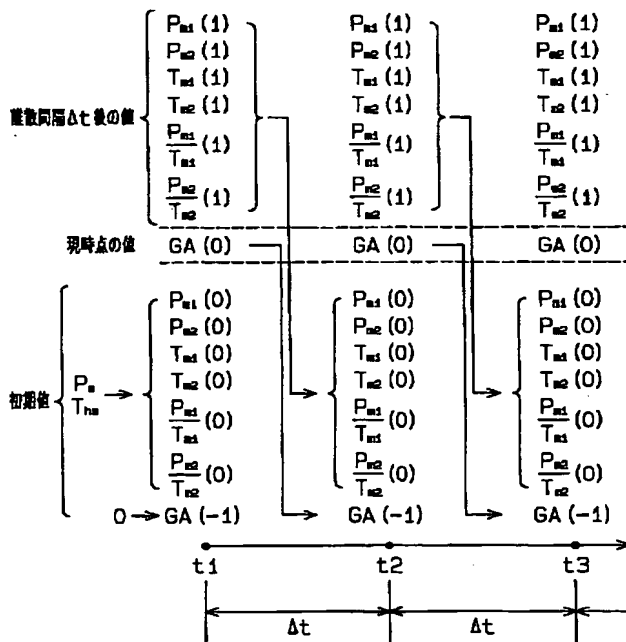 Pm1(1) Pm1(1) Pm1(1)
Pm2(1) Pm2(1) Pm2(1)
Tm1(1) Tm1(1) Tm1(1)
離散間隔Δt後の値 Tm2(1) Tm2(1) Tm2(1)
Pm1/Tm1(1) Pm1/Tm1(1) Pm1/Tm1(1)
Pm2/Tm2(1) Pm2/Tm2(1) Pm2/Tm2(1)
現時点の値 GA(0) GA(0) GA(0)
Pm1(0) Pm1(0) Pm1(0)
Pm2(0) Pm2(0) Pm2(0)
Tm1(0) Tm1(0) Tm1(0)
初期値 Pm Thm Tm2(0) Tm2(0) Tm2(0)
Pm1/Tm1(0) Pm1/Tm1(0) Pm1/Tm1(0)
Pm2/Tm2(0) Pm2/Tm2(0) Pm2/Tm2(0)
0 → GA(-1) GA(-1) GA(-1)
t1 t2 t3
Δt Δt